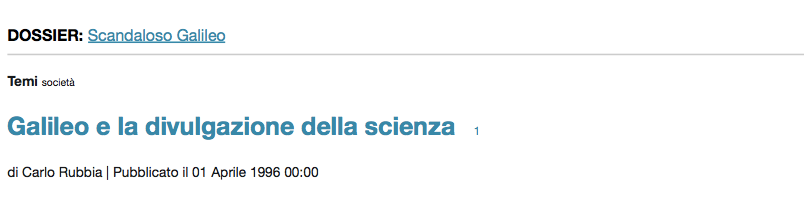 DOSSIER: Scandaloso Galileo
Temi società
Galileo e la divulgazione della scienza 1
di Carlo Rubbia | Pubblicato il 01 Aprile 1996 00:00